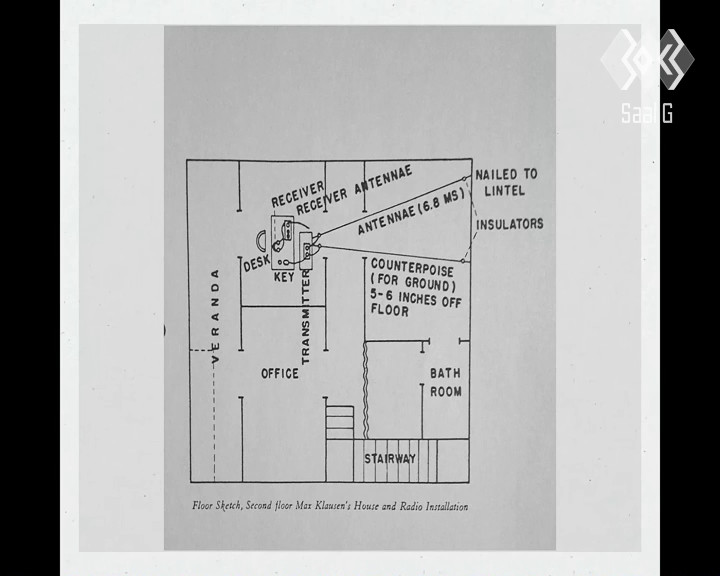 Saal G
NAILED TO
LINTEL
RECEIVER
RECEIVER ANTENNAE
ANTENNAE (6.8 MS)
INSULATORS
DESK
KEY
COUNTERPOISE
(FOR GROUND)
5-6 INCHES OFF
FLOOR
VERANDA
TRANSMITTER
OFFICE
BATH
ROOM
STAIRWAY
Floor Sketch, Second floor Max Klausen's House and Radio Installation